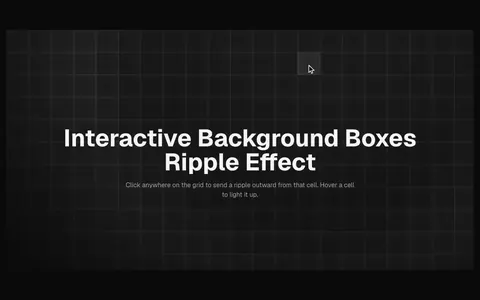 Interactive Background Boxes
Ripple Effect
Click anywhere on the grid to send a ripple outward from that cell. Hover a cell
to light it up.